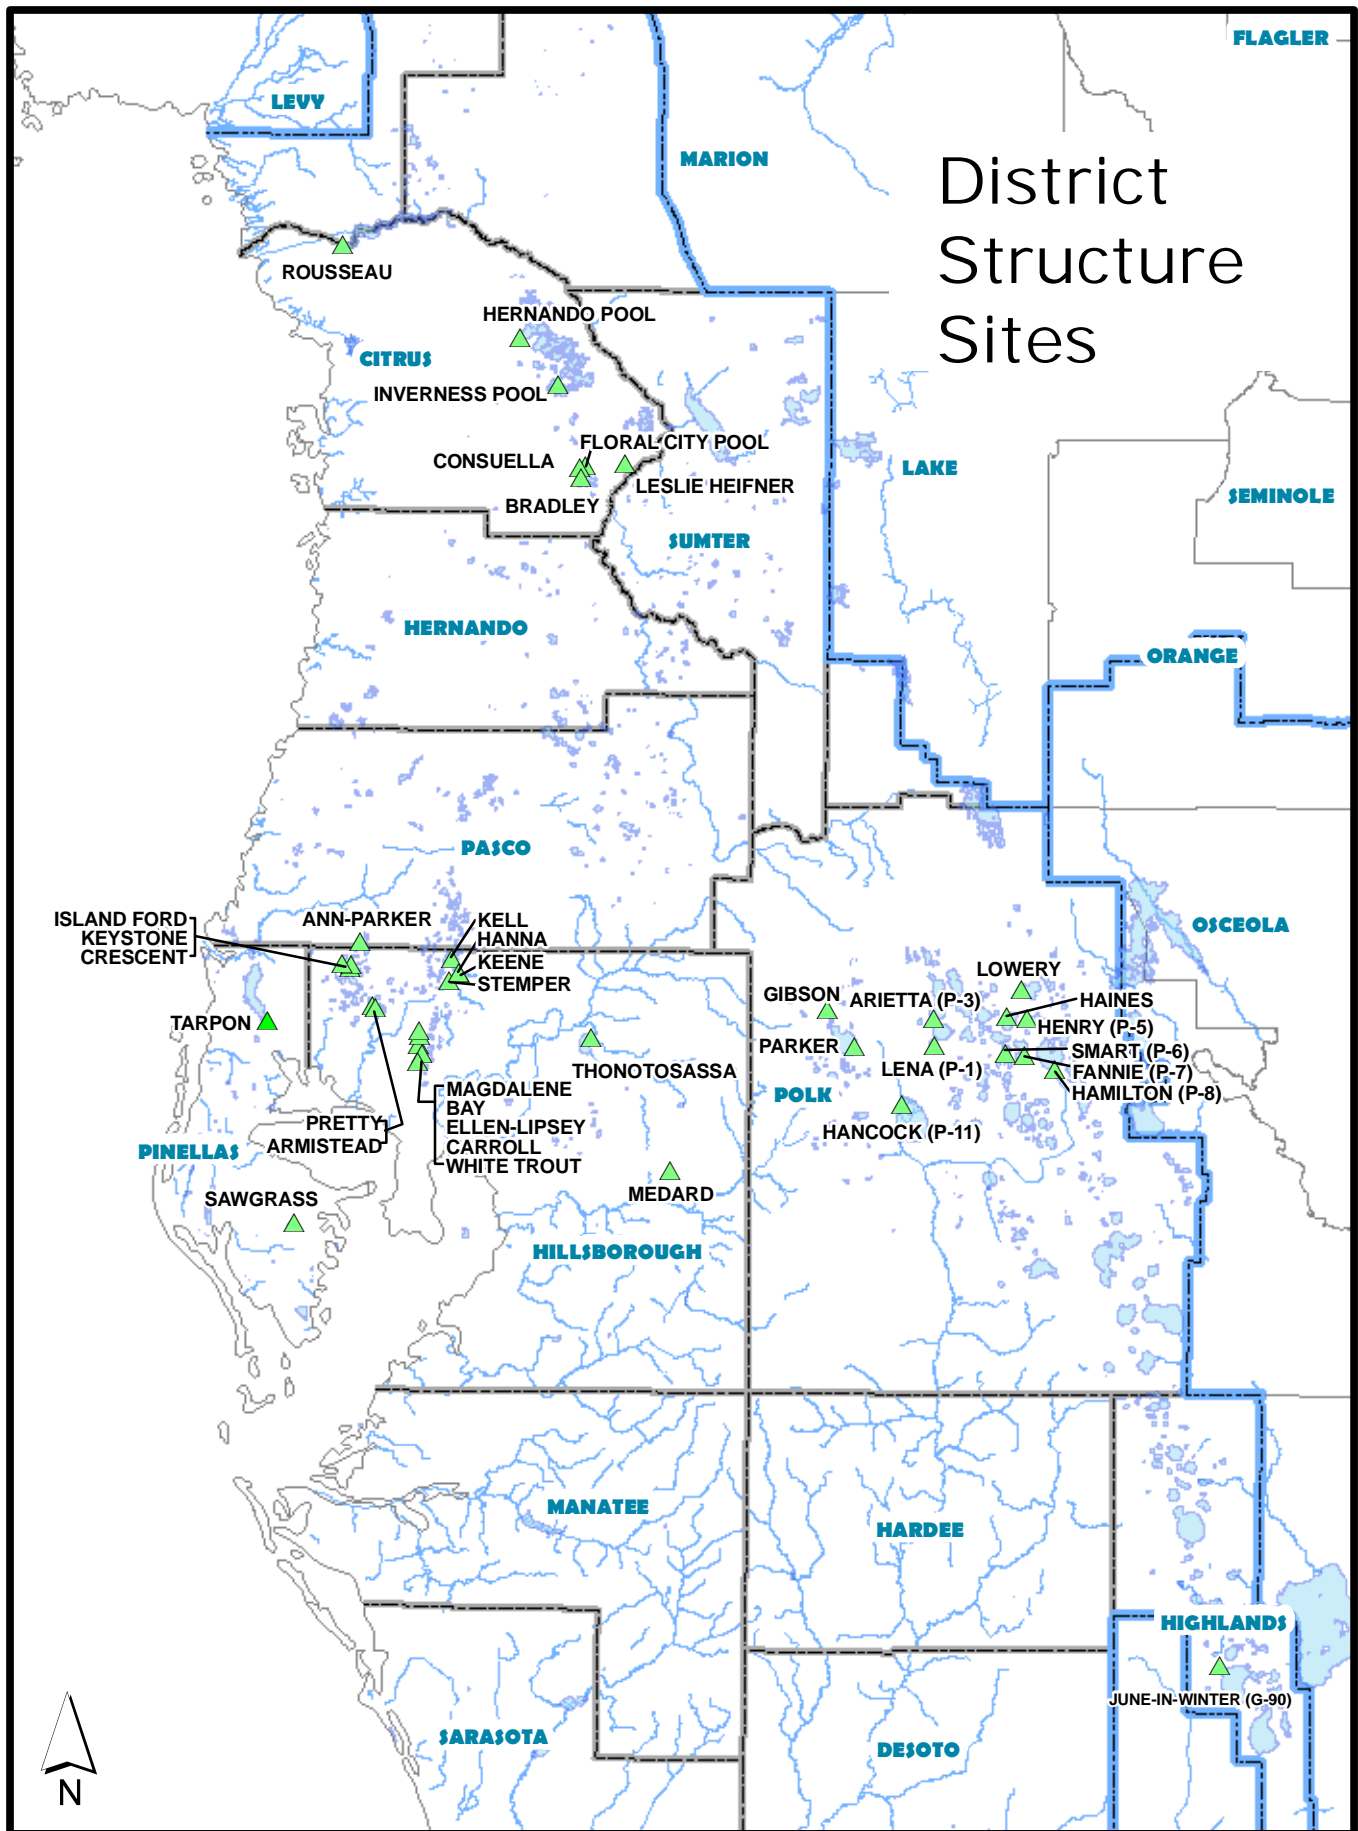 FLAGLER
LEVY
MARION
District
Structure
Sites
ROUSSEAU
HERNANDO POOL
CITRUS
INVERNESS POOL
FLORAL CITY POOL
CONSUELLA
LAKE
LESLIE HEIFNER
SEMINOLE
BRADLEY
SUMTER
HERNANDO
ORANGE
PASCO
ISLAND FORD
KEYSTONE
CRESCENT
ANN-PARKER
KELL
HANNA
KEENE
STEMPER
OSCEOLA
LOWERY
GIBSON
ARIETTA (P-3)
HAINES
TARPON
HENRY (P-5)
PARKER
SMART (P-6)
THONOTOSASSA
LENA (P-1)
FANNIE (P-7)
HAMILTON (P-8)
POLK
MAGDALENE
BAY
ELLEN-LIPSEY
CARROLL
WHITE TROUT
PRETTY
ARMISTEAD
HANCOCK (P-11)
PINELLAS
SAWGRASS
MEDARD
HILLSBOROUGH
MANATEE
HARDEE
HIGHLANDS
JUNE-IN-WINTER (G-90)
SARASOTA
DESOTO
N